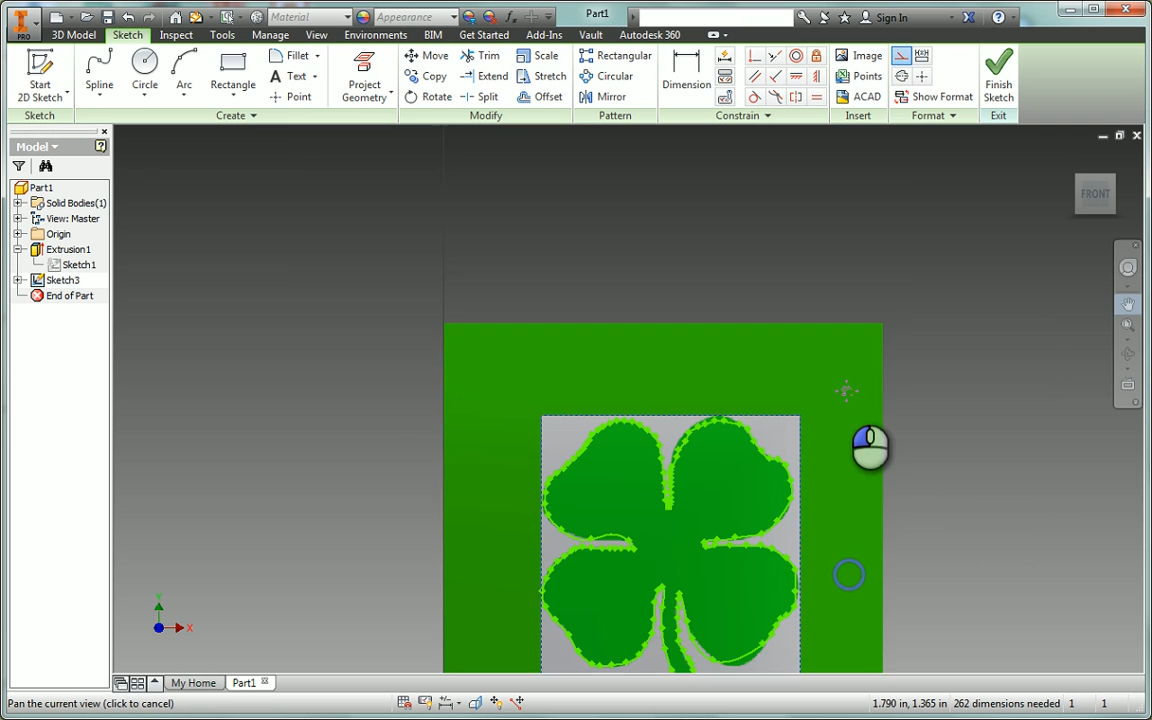 PRO
Material
Appearance
Part1
Sign In
3D Model
Sketch
Inspect
Tools
Manage
View
Environments
BIM
Get Started
Add-Ins
Vault
Autodesk 360
Start
2D Sketch
Spline
Circle
Arc
Rectangle
Fillet
Text
Point
Project
Geometry
Move
Copy
Rotate
Trim
Extend
Split
Scale
Stretch
Offset
Rectangular
Circular
Mirror
Dimension
Image
Points
ACAD
Show Format
Finish
Sketch
Sketch
Create
Modify
Pattern
Constrain
Insert
Format
Exit
Model
Part1
Solid Bodies(1)
View: Master
Origin
Extrusion1
Sketch1
Sketch3
End of Part
FRONT
Y
X
My Home
Part1
Pan the current view (click to cancel)
1.790 in, 1.365 in 262 dimensions needed 1 1